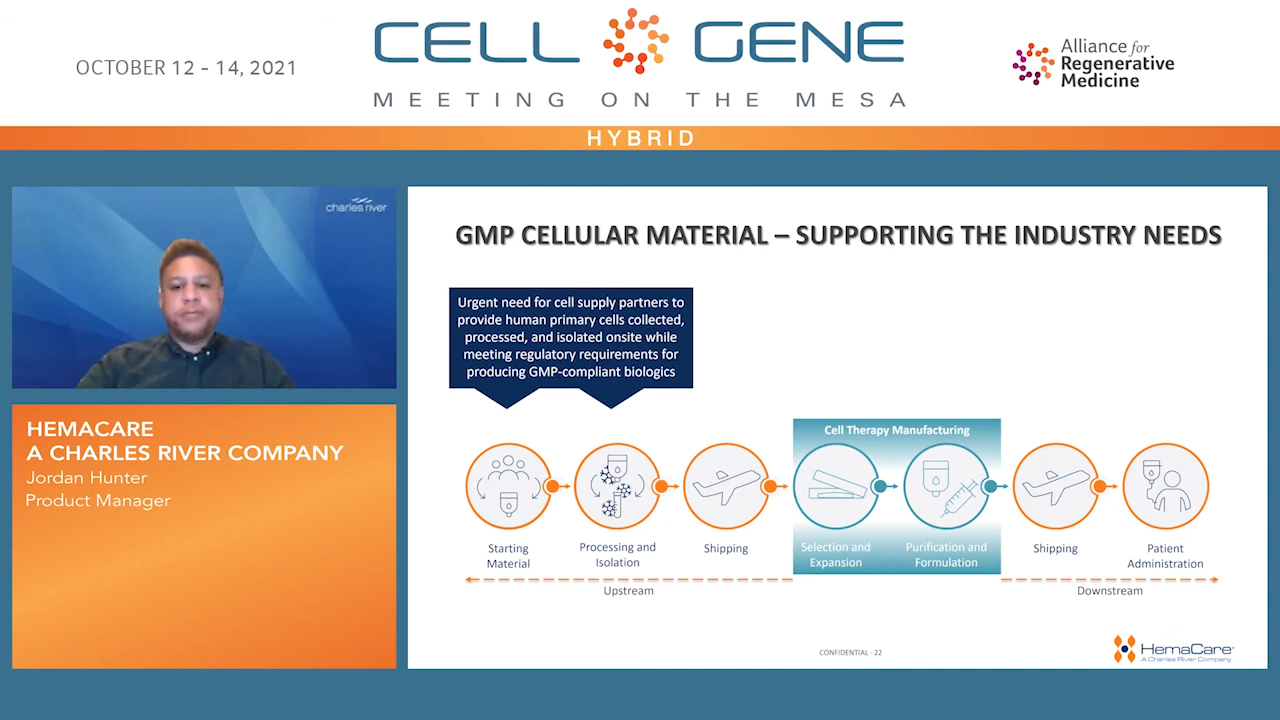 OCTOBER 12 - 14, 2021
CELL GENE
MEETING ON THE MESA
Alliance for
Regenerative
Medicine
HYBRID
charles river
HEMACARE
A CHARLES RIVER COMPANY
Jordan Hunter
Product Manager
GMP CELLULAR MATERIAL – SUPPORTING THE INDUSTRY NEEDS
Urgent need for cell supply partners to
provide human primary cells collected,
processed, and isolated onsite while
meeting regulatory requirements for
producing GMP-compliant biologics
Cell Therapy Manufacturing
Starting
Material
Processing and
Isolation
Shipping
Selection and
Expansion
Purification and
Formulation
Shipping
Patient
Administration
Upstream
Downstream
CONFIDENTIAL - 22
HemaCare®
A Charles River Company